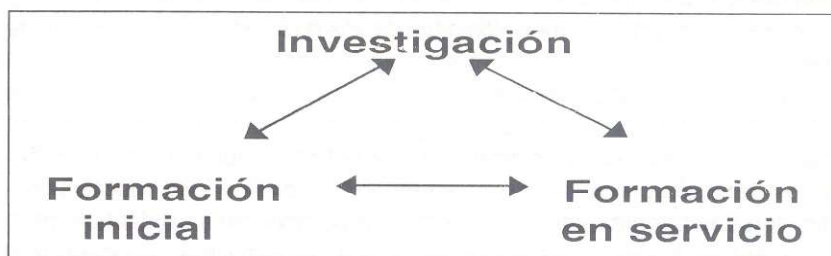 Investigación
Formación
inicial
Formación
en servicio